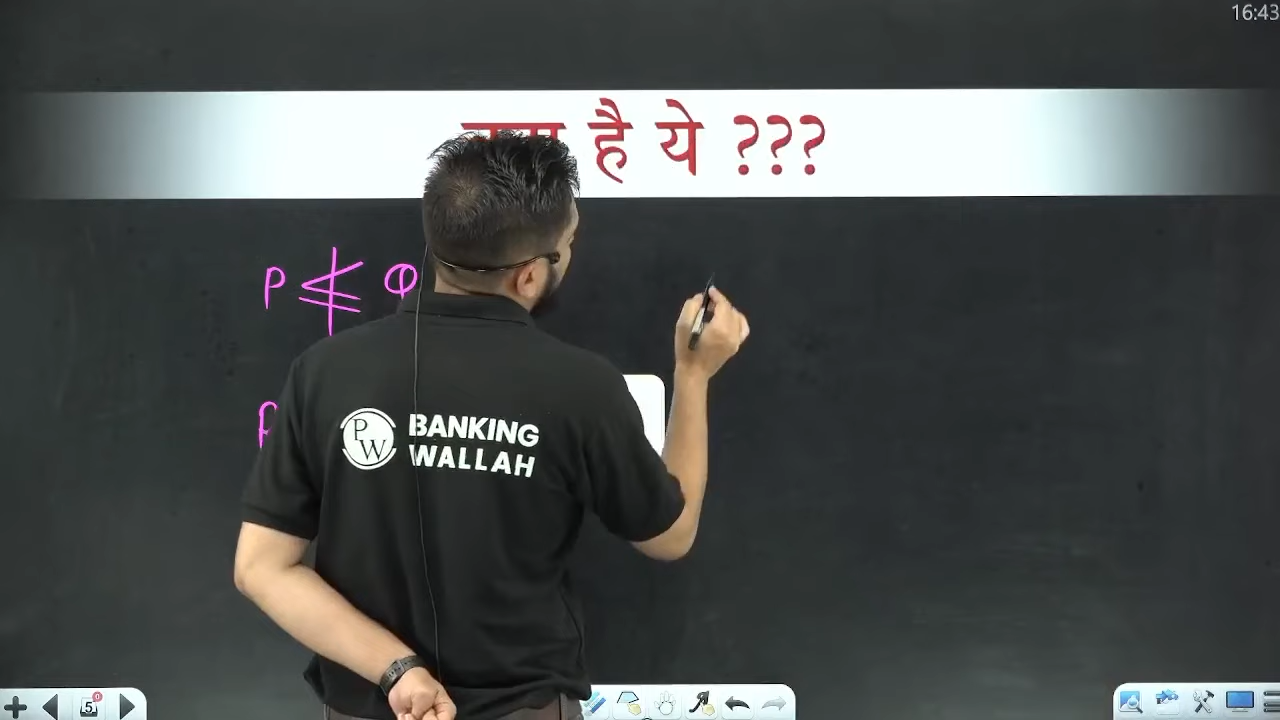 16:43
है ये ???
P ≰ Q
P
BANKING
PW WALLAH
5